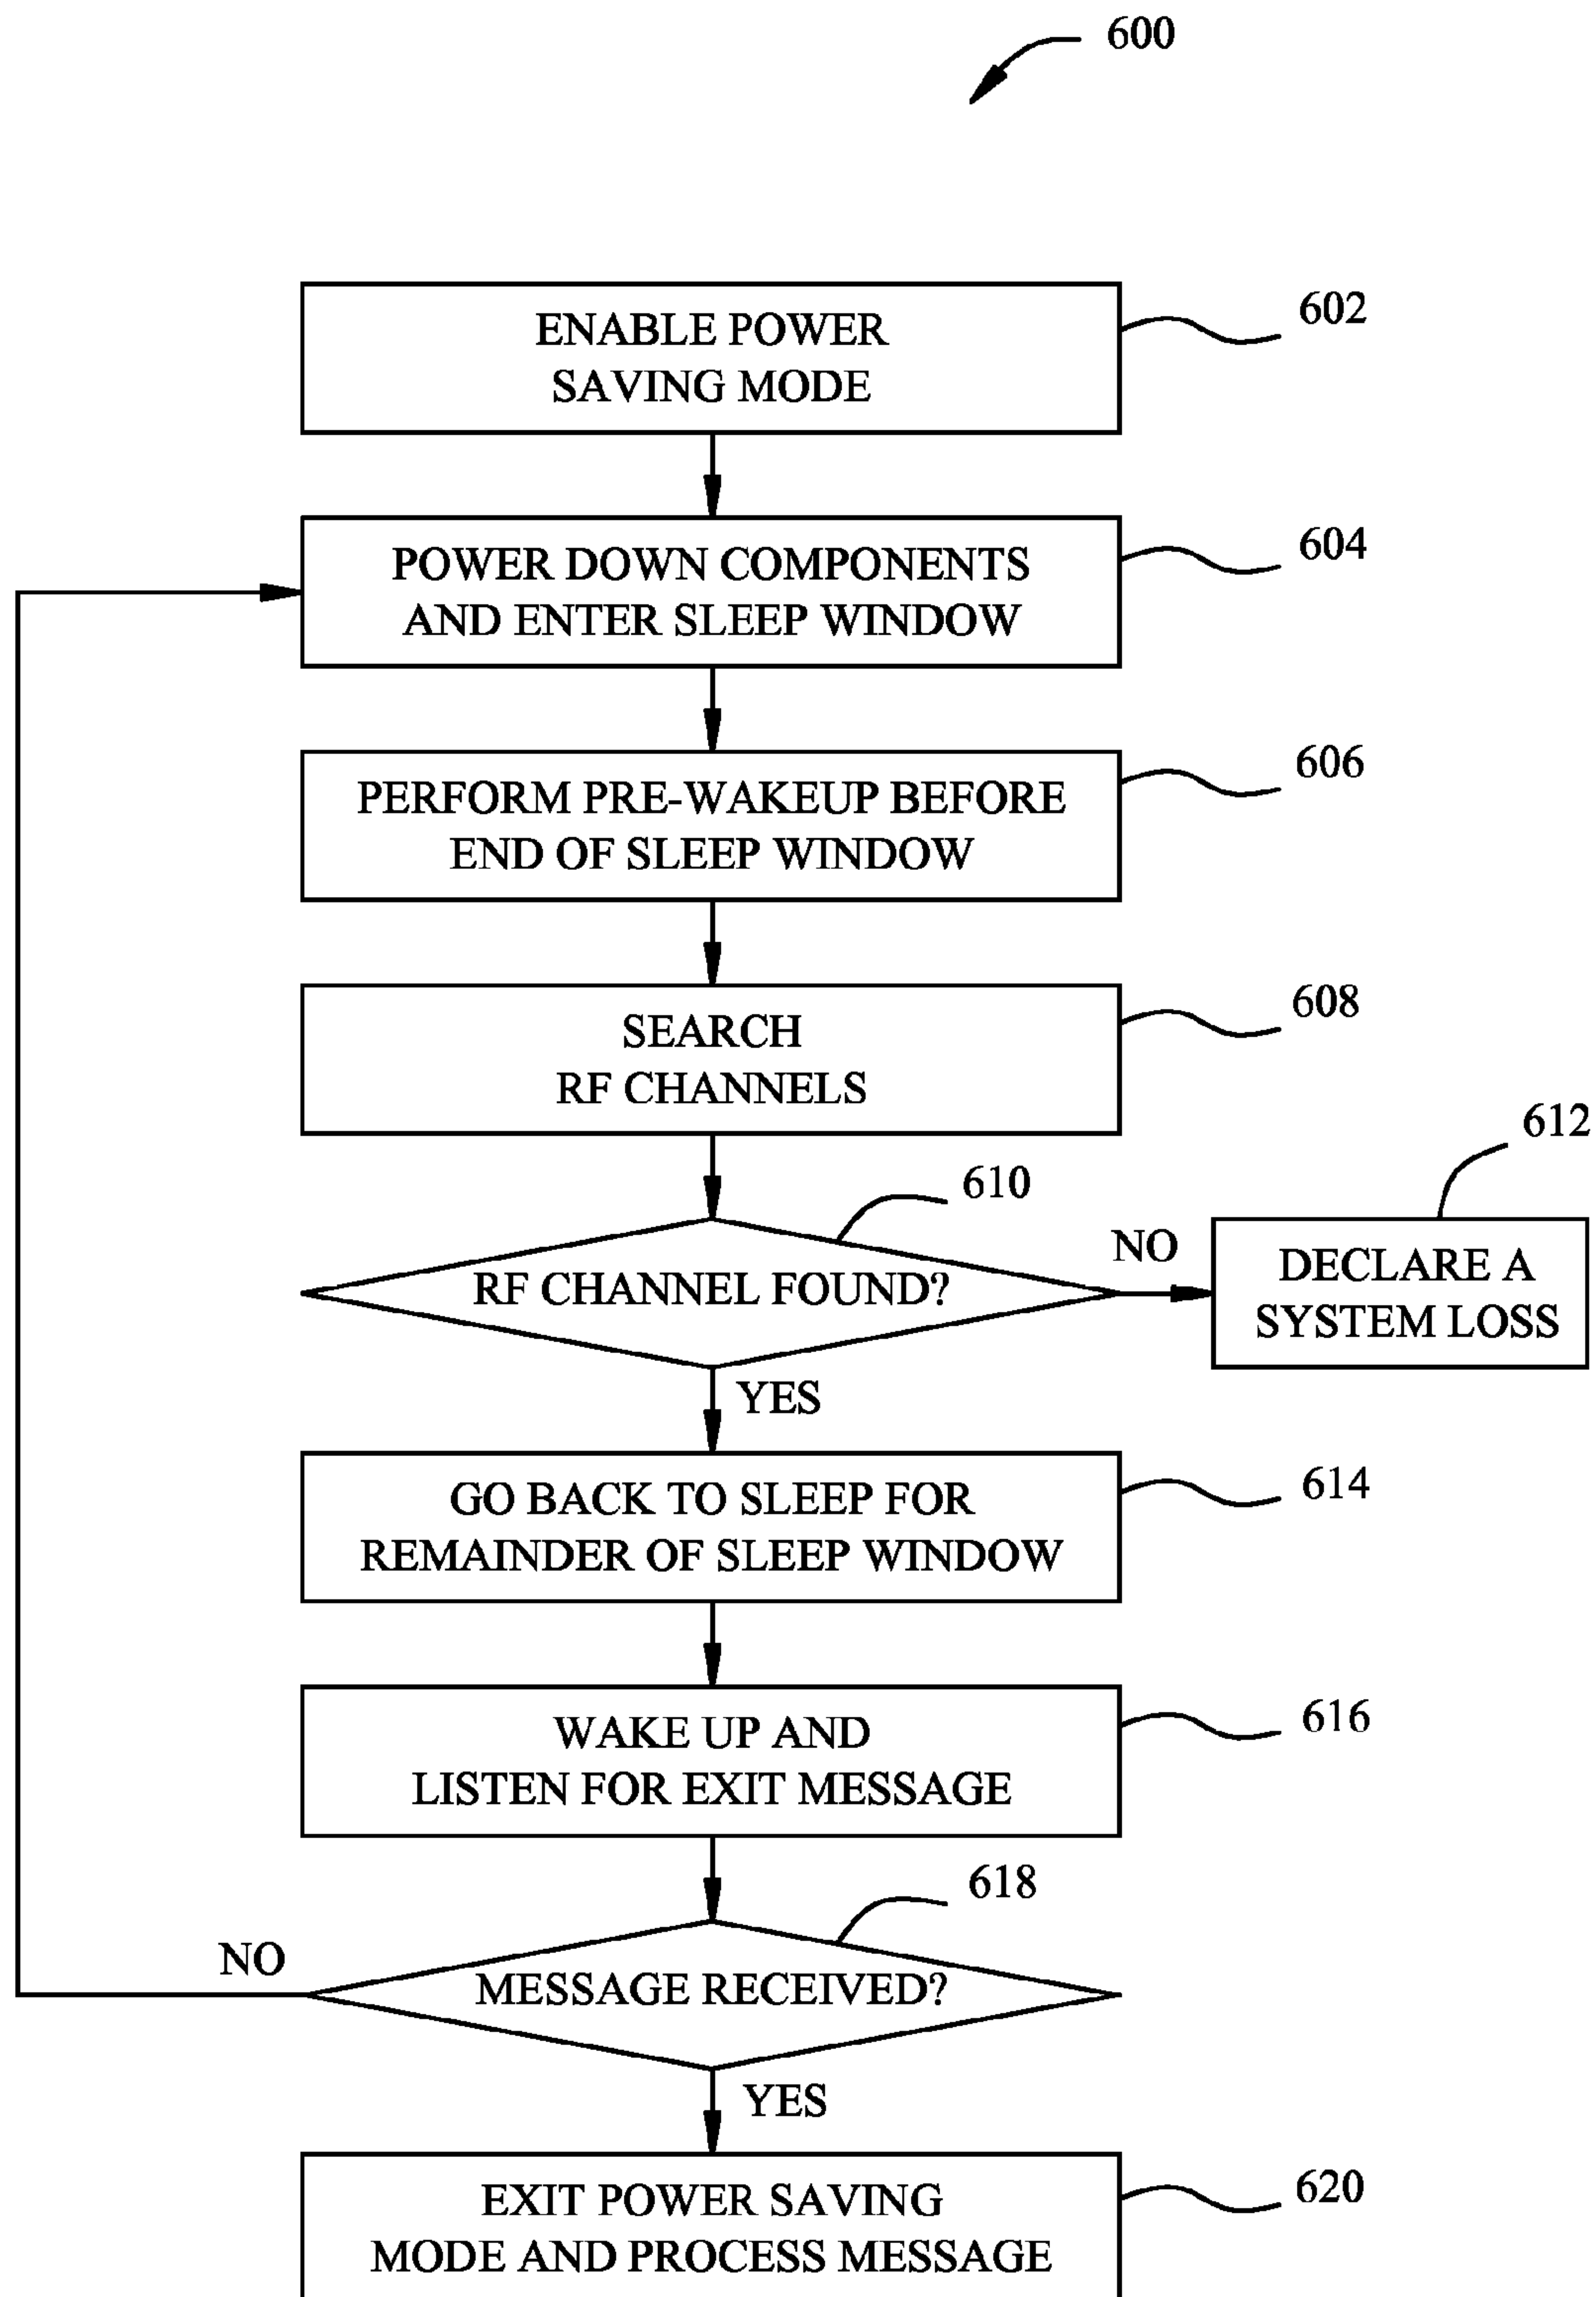 600
ENABLE POWER
SAVING MODE
602
POWER DOWN COMPONENTS
AND ENTER SLEEP WINDOW
604
PERFORM PRE-WAKEUP BEFORE
END OF SLEEP WINDOW
606
SEARCH
RF CHANNELS
608
610
RF CHANNEL FOUND?
NO
612
DECLARE A
SYSTEM LOSS
YES
GO BACK TO SLEEP FOR
REMAINDER OF SLEEP WINDOW
614
WAKE UP AND
LISTEN FOR EXIT MESSAGE
616
618
NO
MESSAGE RECEIVED?
YES
EXIT POWER SAVING
MODE AND PROCESS MESSAGE
620